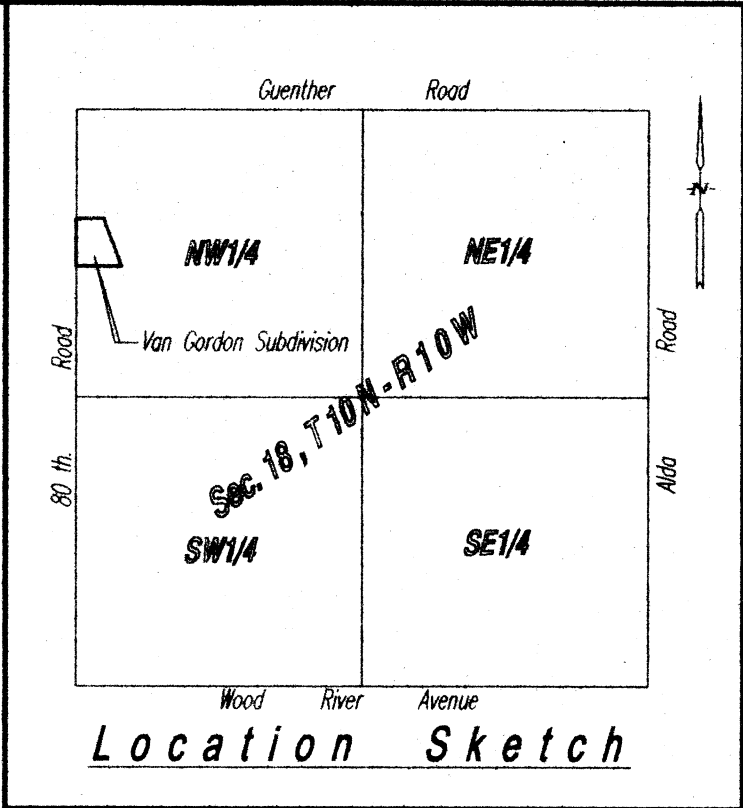 Guenther Road
N
NW1/4 NE1/4
Van Gordon Subdivision
80 th. Road
Alda Road
Sec. 18, T10N-R10W
SW1/4 SE1/4
Wood River Avenue
Location Sketch